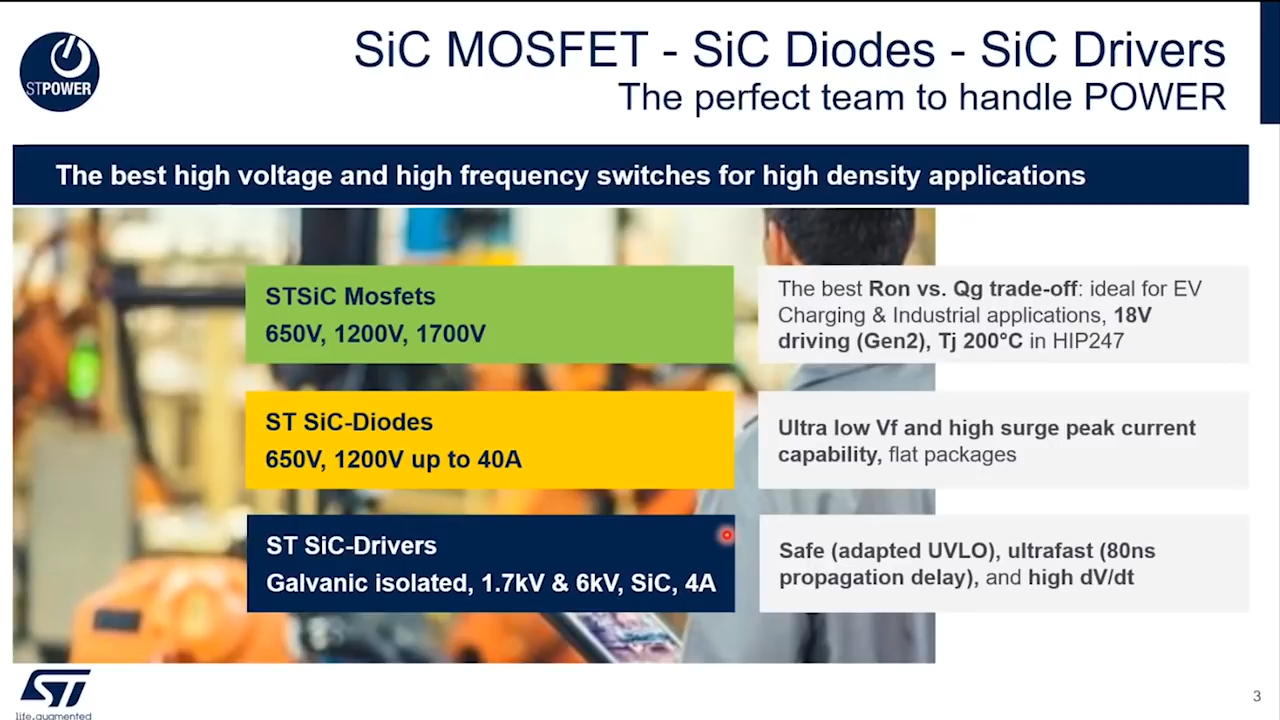 STPOWER
SiC MOSFET - SiC Diodes - SiC Drivers
The perfect team to handle POWER
The best high voltage and high frequency switches for high density applications
STSiC Mosfets
650V, 1200V, 1700V
The best Ron vs. Qg trade-off: ideal for EV
Charging & Industrial applications, 18V
driving (Gen2), Tj 200°C in HIP247
ST SiC-Diodes
650V, 1200V up to 40A
Ultra low Vf and high surge peak current
capability, flat packages
ST SiC-Drivers
Galvanic isolated, 1.7kV & 6kV, SiC, 4A
Safe (adapted UVLO), ultrafast (80ns
propagation delay), and high dV/dt
ST
life.augmented
3